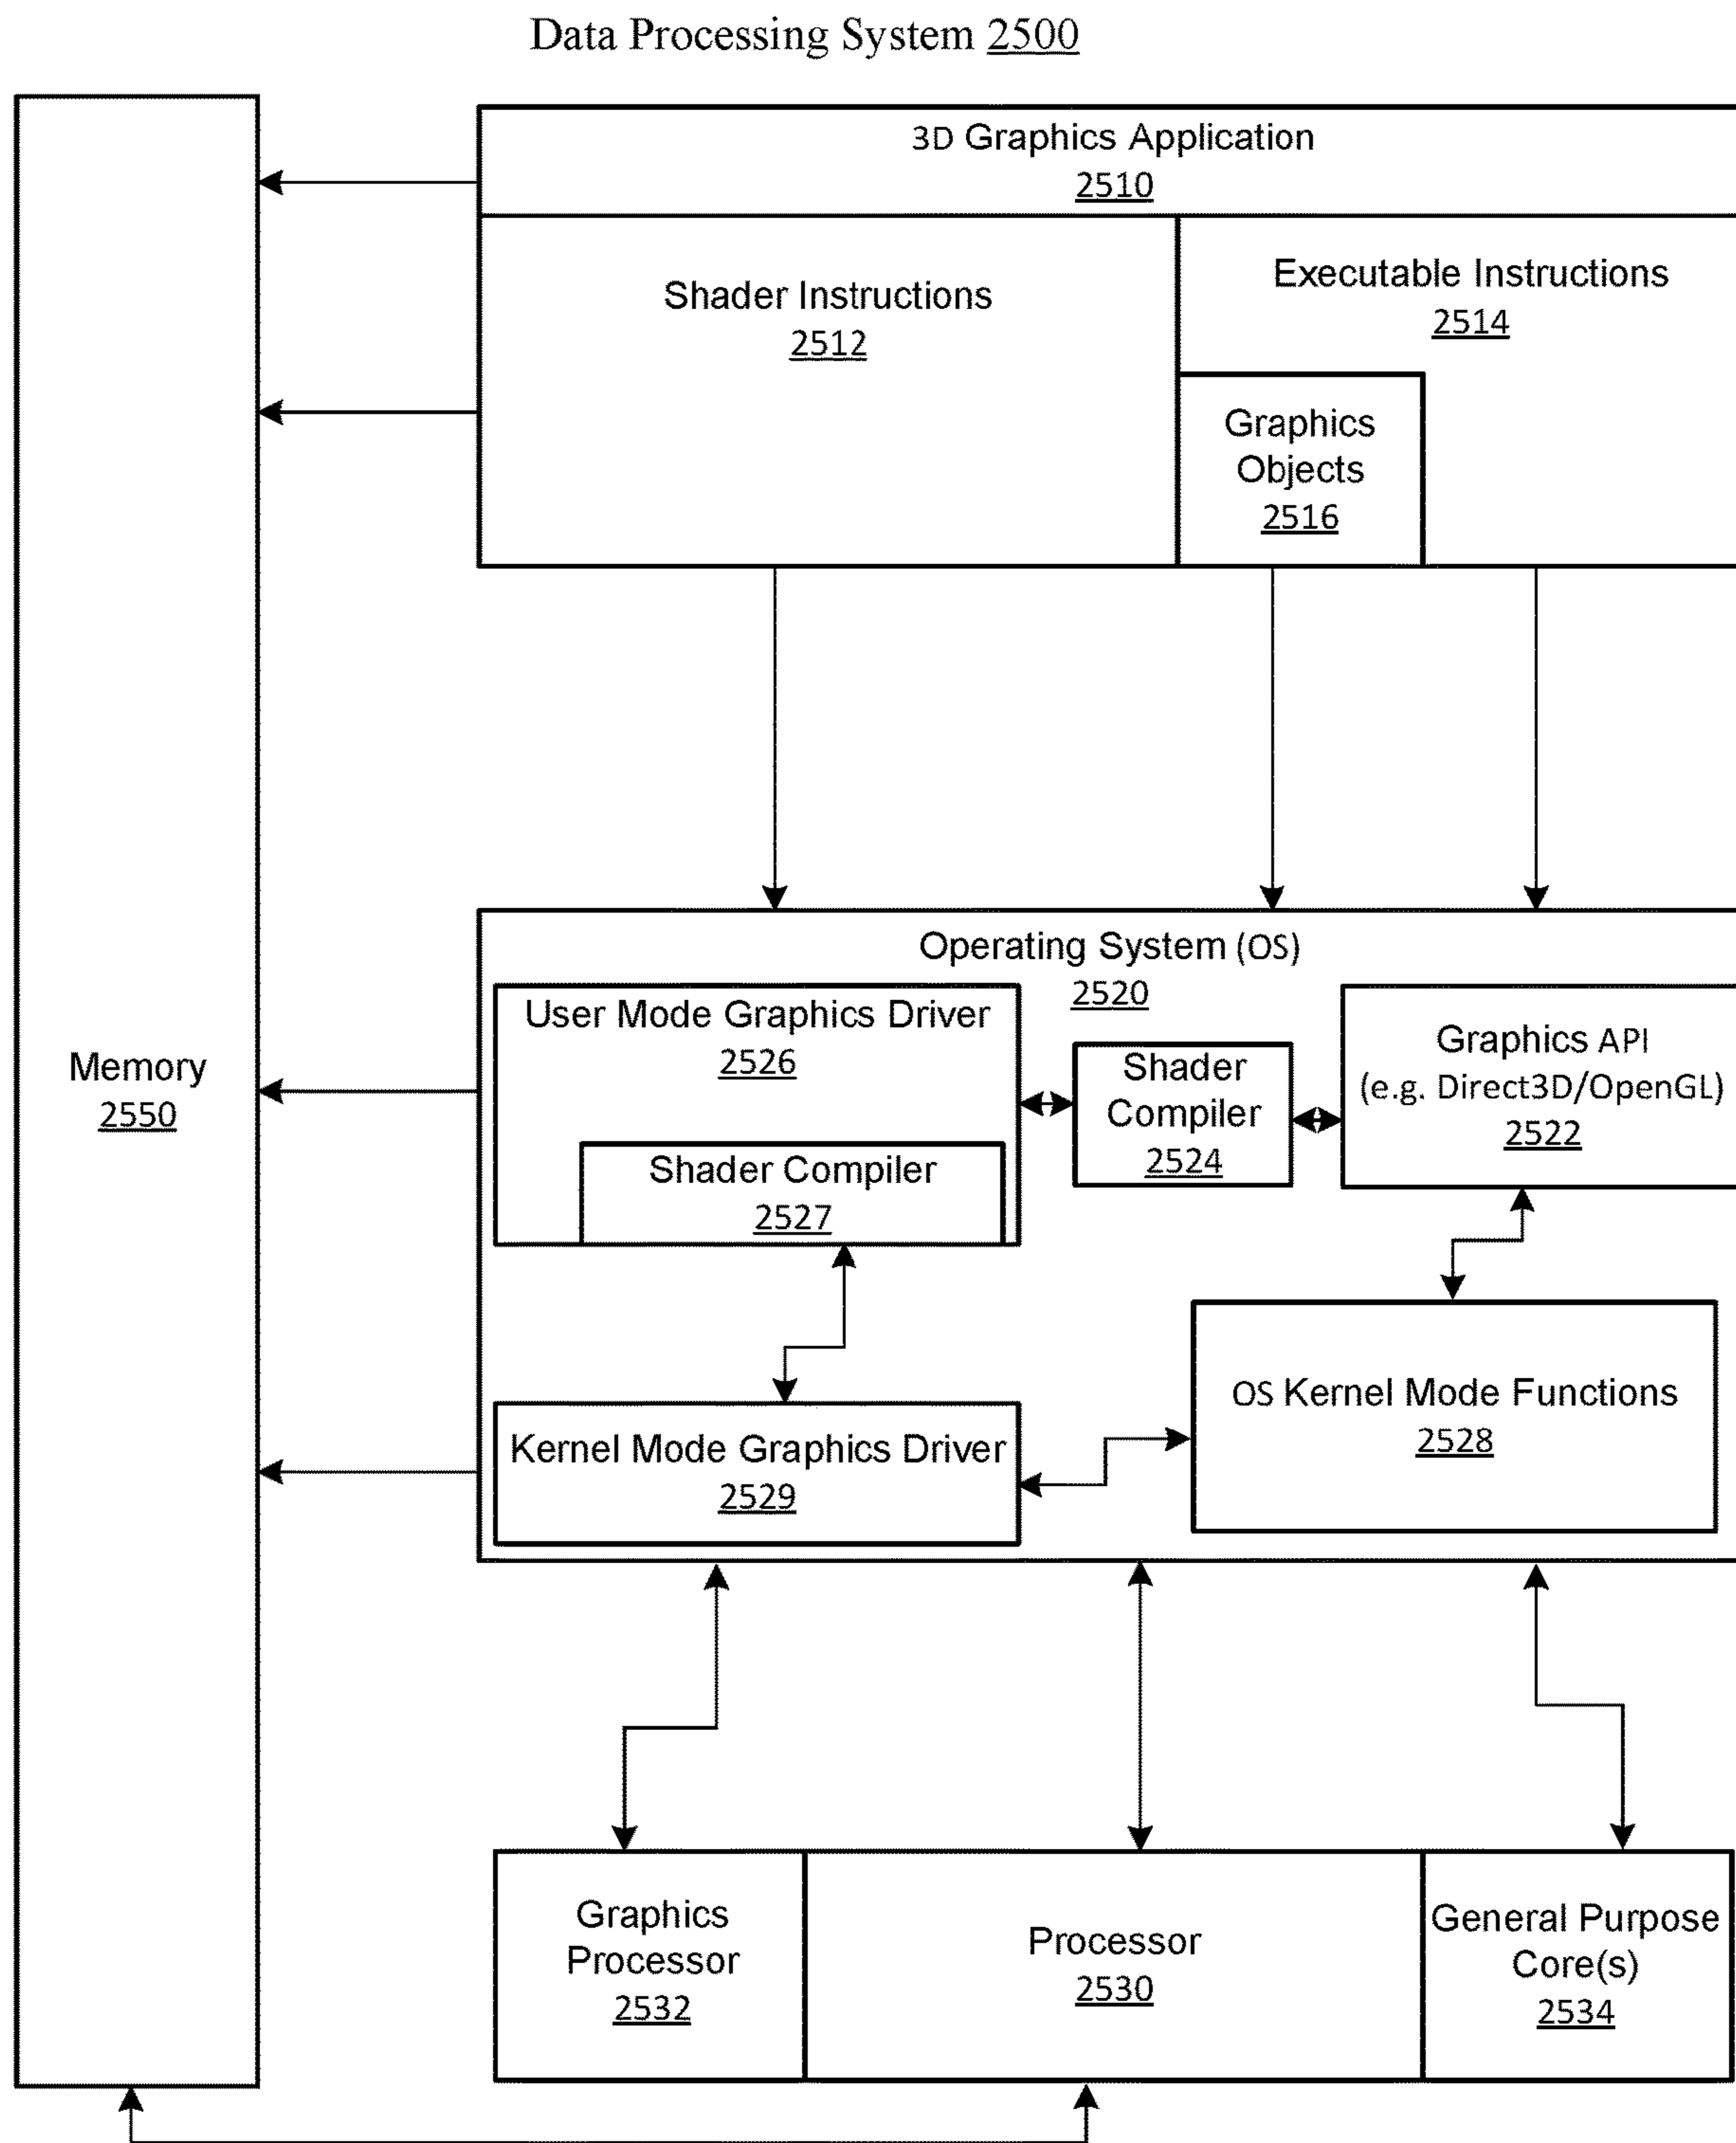 Data Processing System 2500
3D Graphics Application
2510
Shader Instructions
2512
Executable Instructions
2514
Graphics
Objects
2516
Memory
2550
Operating System (OS)
2520
User Mode Graphics Driver
2526
Shader Compiler
2527
Shader
Compiler
2524
Graphics API
(e.g. Direct3D/OpenGL)
2522
OS Kernel Mode Functions
2528
Kernel Mode Graphics Driver
2529
Graphics
Processor
2532
Processor
2530
General Purpose
Core(s)
2534